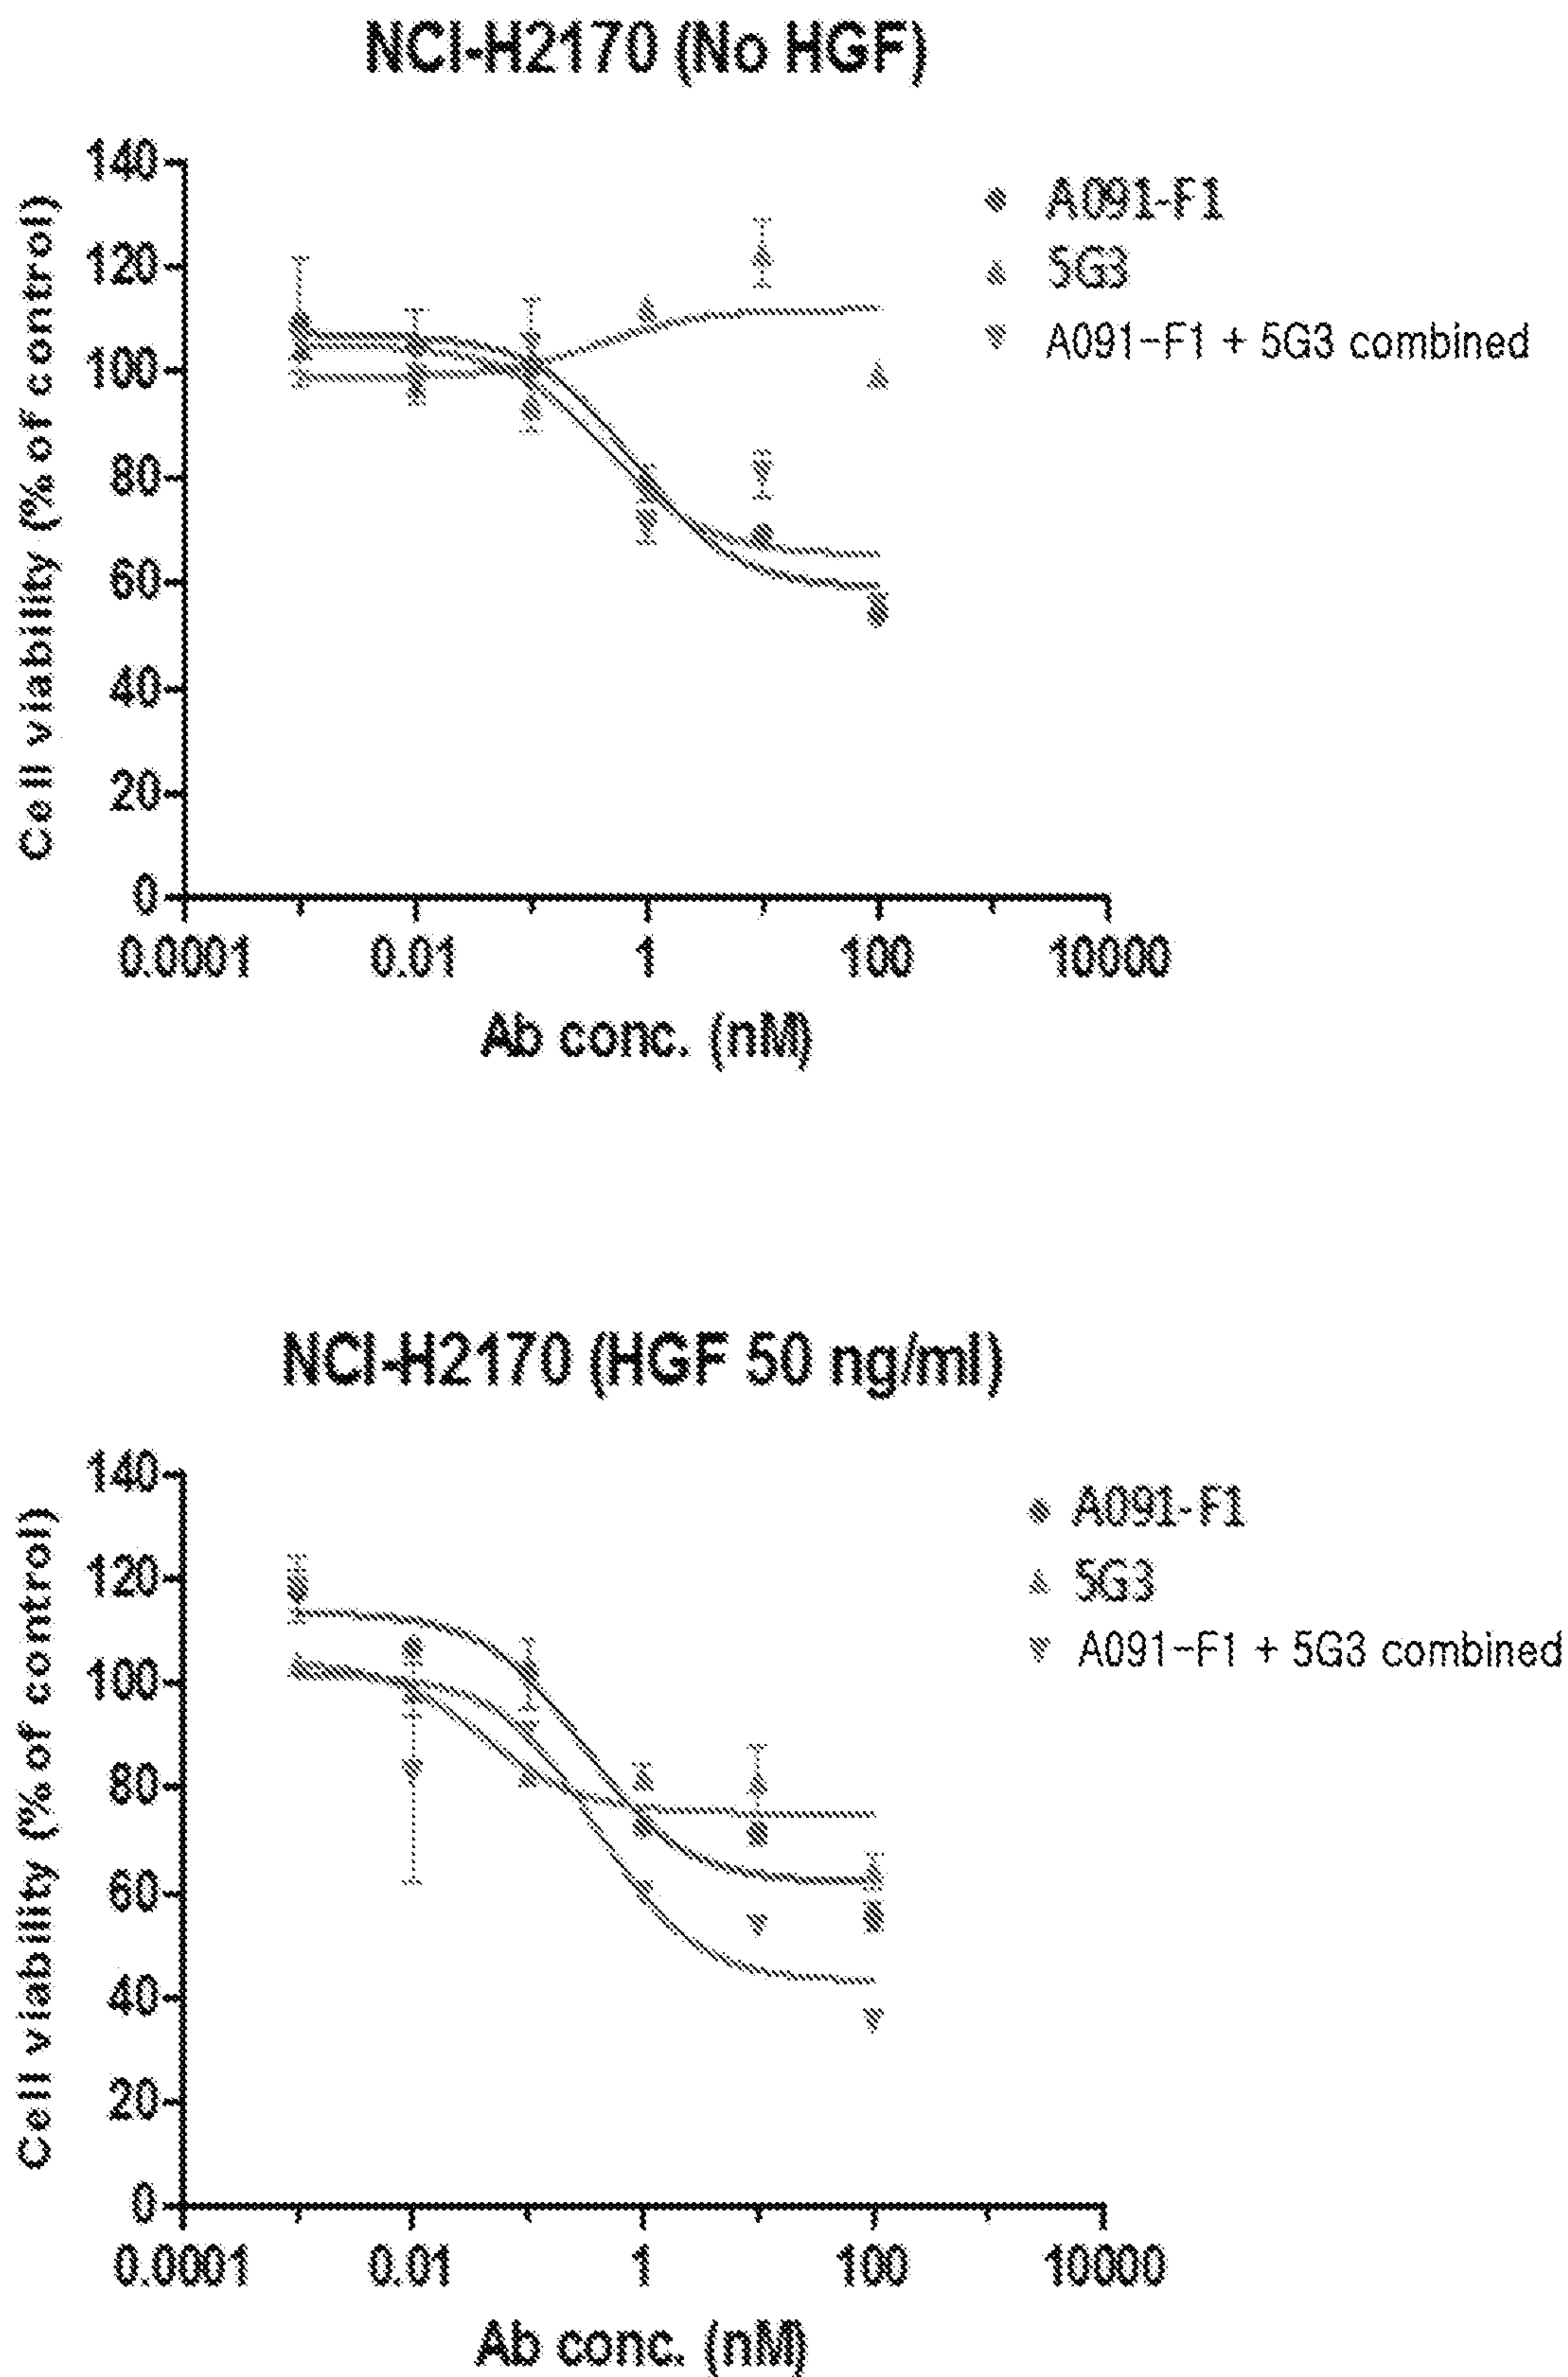 NCI-H2170 (No HGF)
140
120
100
80
60
40
20
0
Cell viability (% of control)
0.0001 0.01 1 100 10000
Ab conc. (nM)
A091-F1
5G3
A091-F1 + 5G3 combined
NCI-H2170 (HGF 50 ng/ml)
140
120
100
80
60
40
20
0
Cell viability (% of control)
0.0001 0.01 1 100 10000
Ab conc. (nM)
A091-F1
5G3
A091-F1 + 5G3 combined